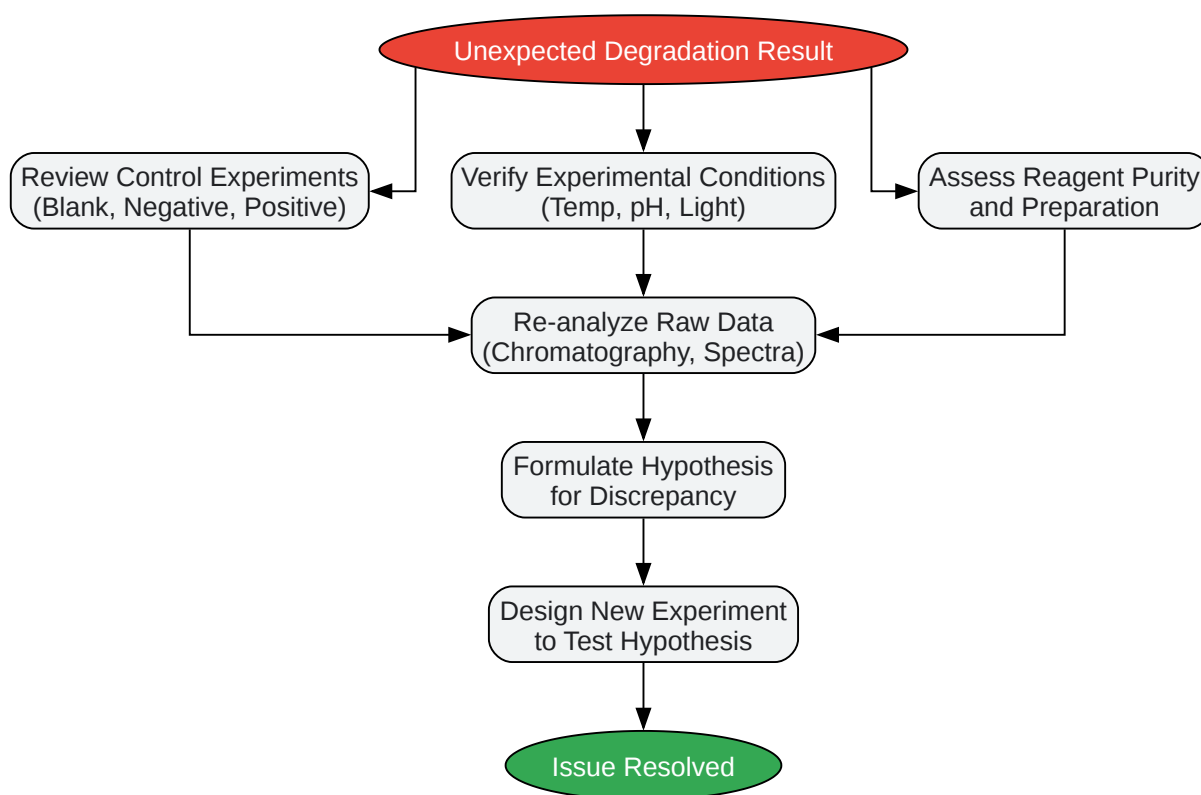 Unexpected Degradation Result
Review Control Experiments
(Blank, Negative, Positive)
Verify Experimental Conditions
(Temp, pH, Light)
Assess Reagent Purity
and Preparation
Re-analyze Raw Data
(Chromatography, Spectra)
Formulate Hypothesis
for Discrepancy
Design New Experiment
to Test Hypothesis
Issue Resolved